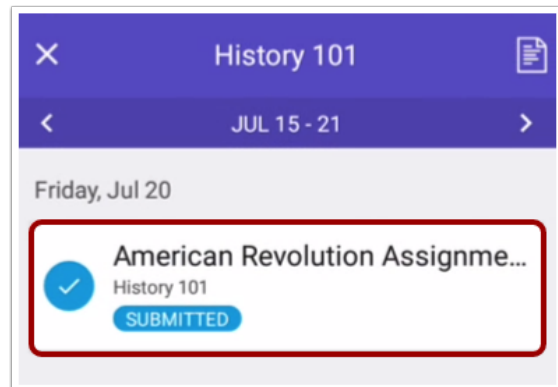 History 101
JUL 15 - 21
Friday, Jul 20
American Revolution Assignme...
History 101
SUBMITTED